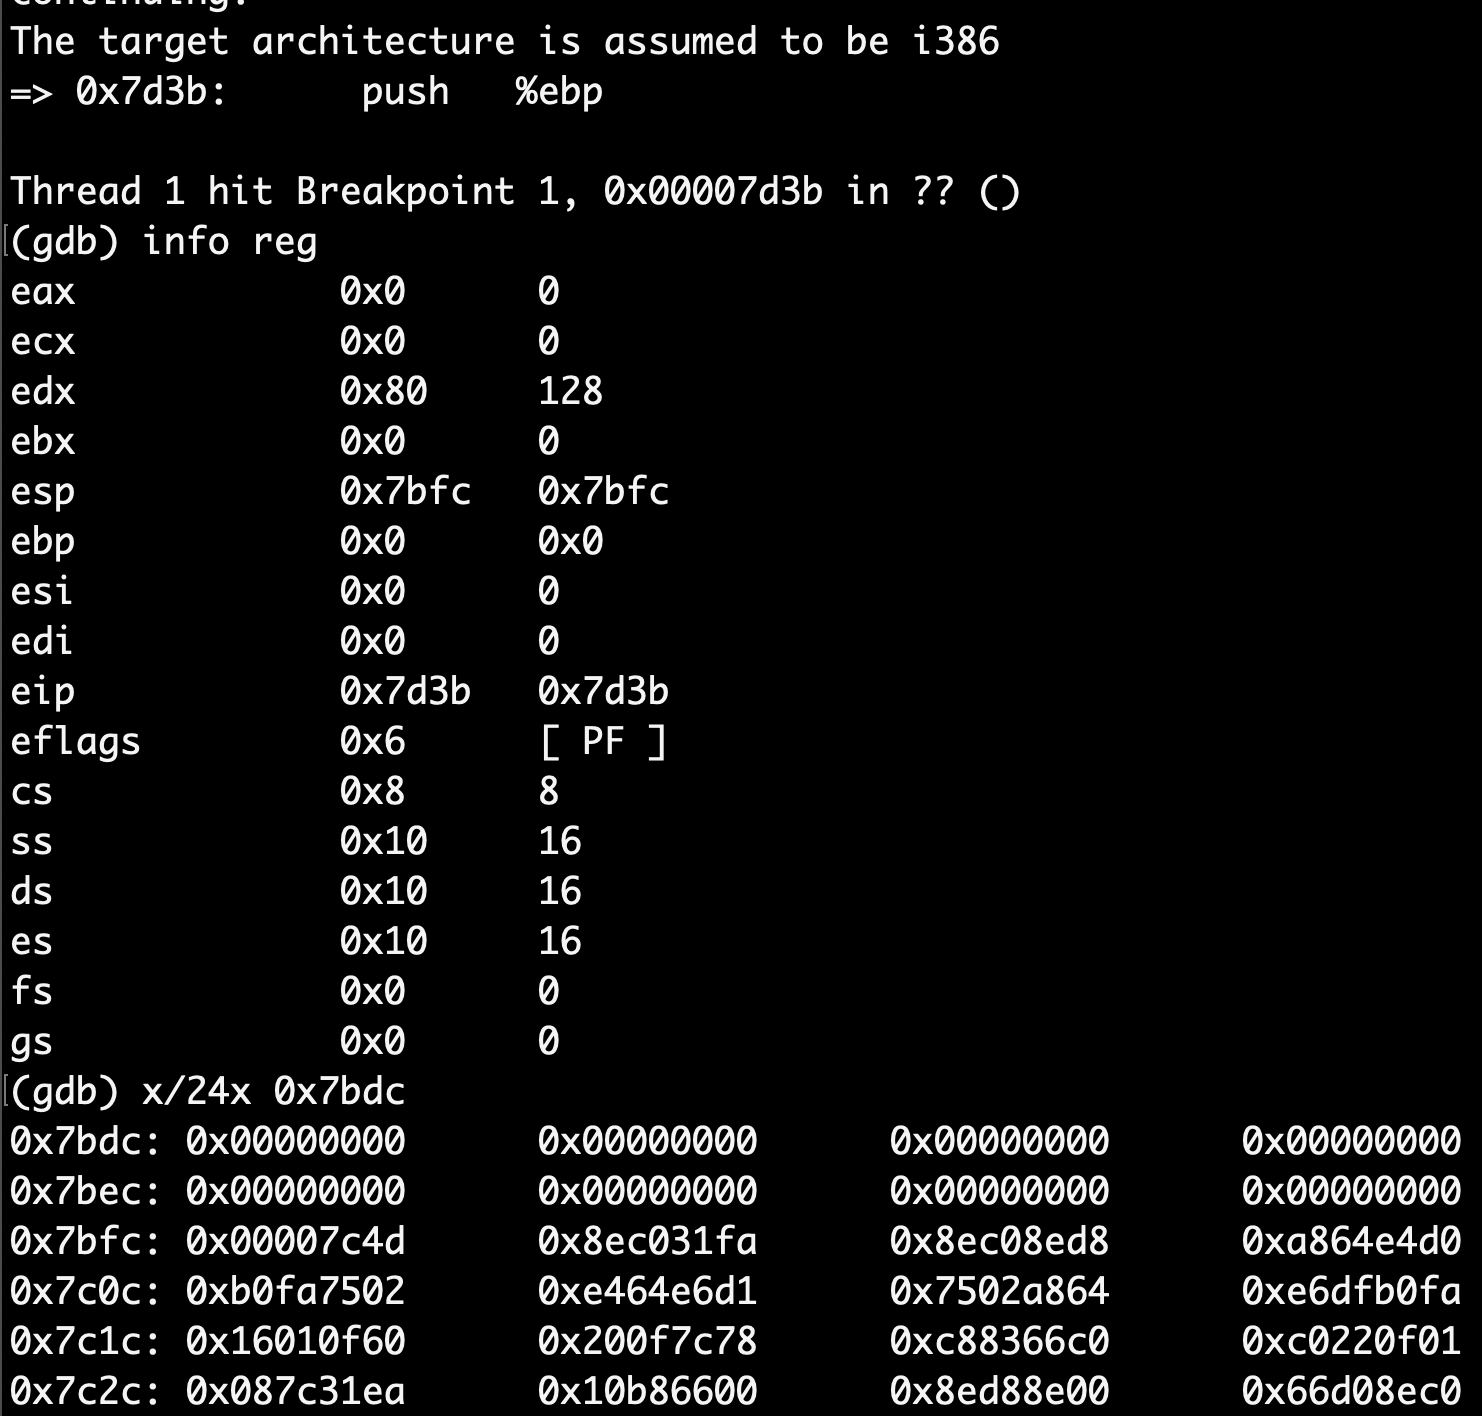 Continuing.
The target architecture is assumed to be i386
=> 0x7d3b:      push   %ebp
Thread 1 hit Breakpoint 1, 0x00007d3b in ?? ()
(gdb) info reg
eax            0x0      0
ecx            0x0      0
edx            0x80     128
ebx            0x0      0
esp            0x7bfc   0x7bfc
ebp            0x0      0x0
esi            0x0      0
edi            0x0      0
eip            0x7d3b   0x7d3b
eflags         0x6      [ PF ]
cs             0x8      8
ss             0x10     16
ds             0x10     16
es             0x10     16
fs             0x0      0
gs             0x0      0
(gdb) x/24x 0x7bdc
0x7bdc: 0x00000000      0x00000000      0x00000000      0x00000000
0x7bec: 0x00000000      0x00000000      0x00000000      0x00000000
0x7bfc: 0x00007c4d      0x8ec031fa      0x8ec08ed8      0xa864e4d0
0x7c0c: 0xb0fa7502      0xe464e6d1      0x7502a864      0xe6dfb0fa
0x7c1c: 0x16010f60      0x200f7c78      0xc88366c0      0xc0220f01
0x7c2c: 0x087c31ea      0x10b86600      0x8ed88e00      0x66d08ec0